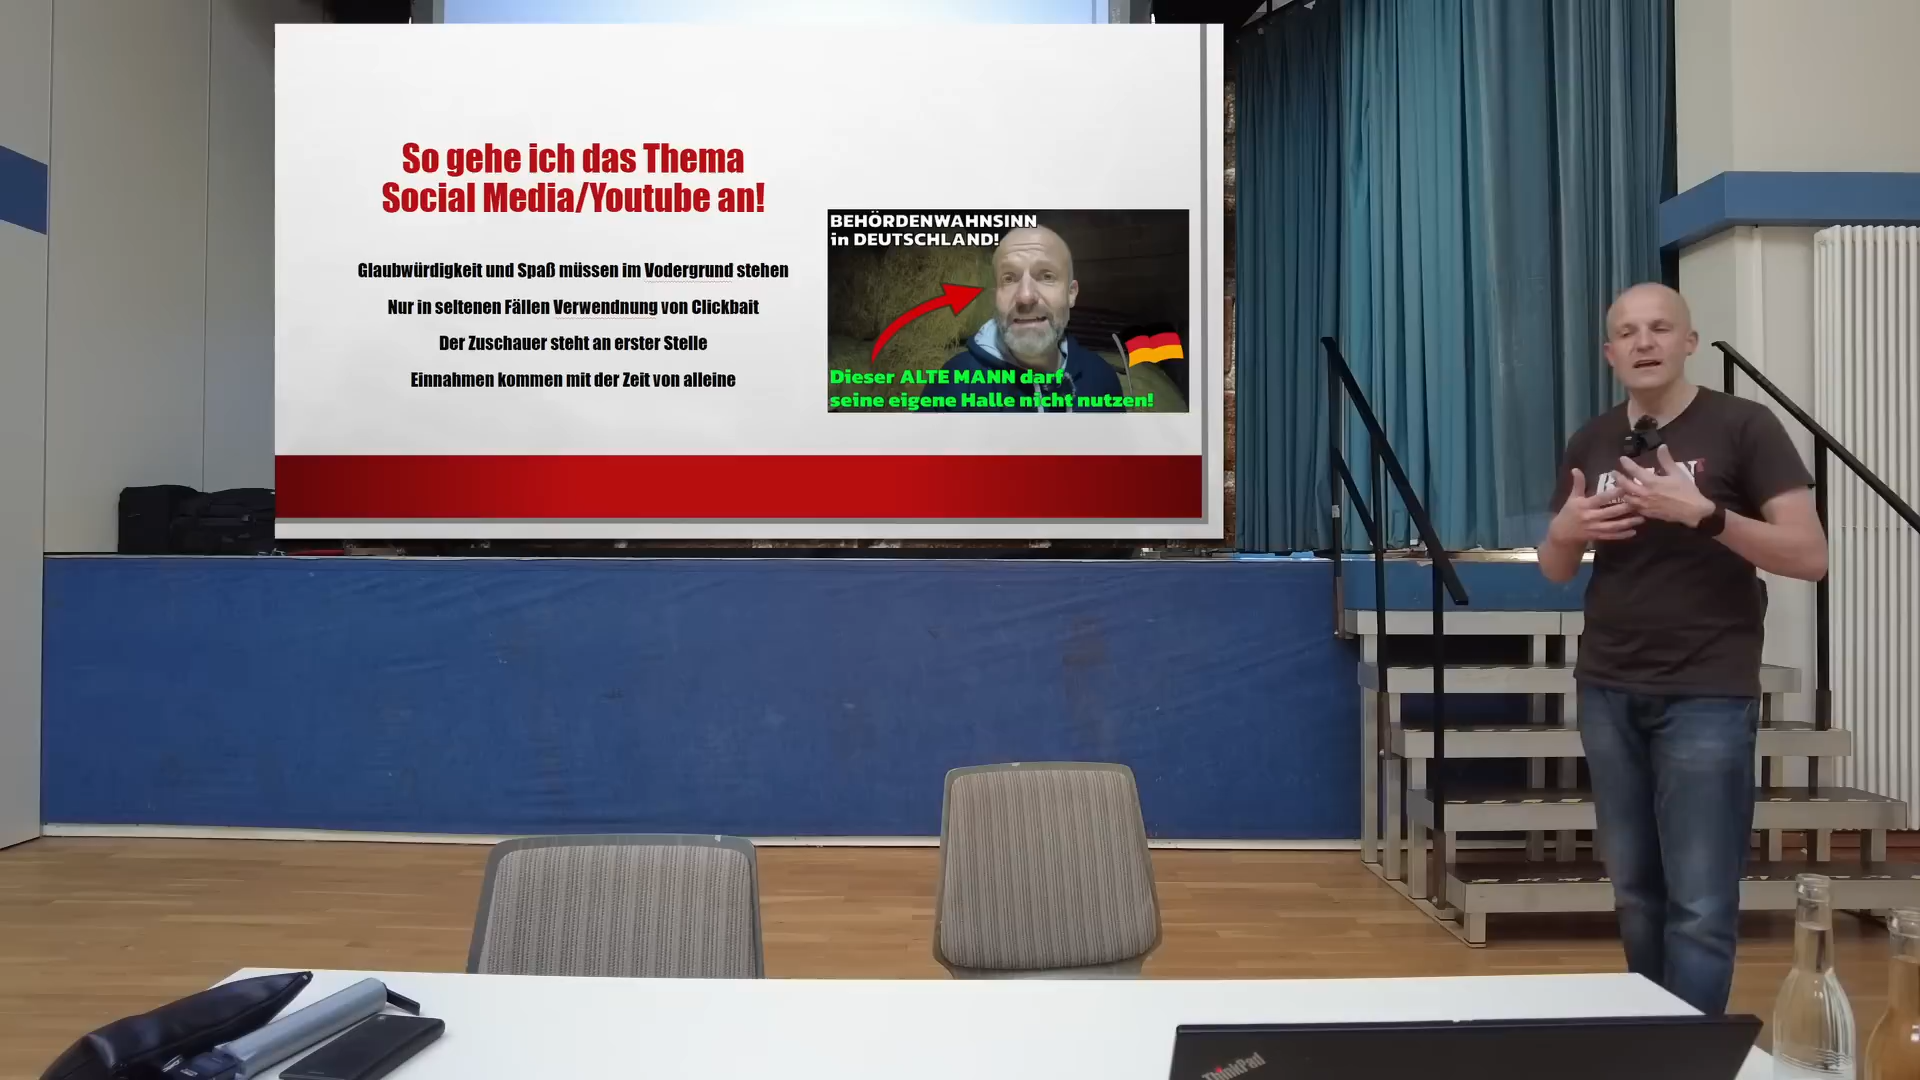 So gehe ich das Thema
Social Media/Youtube an!
Glaubwürdigkeit und Spaß müssen im Vodergrund stehen
Nur in seltenen Fällen Verwendnung von Clickbait
Der Zuschauer steht an erster Stelle
Einnahmen kommen mit der Zeit von alleine
BEHÖRDENWAHNSINN
in DEUTSCHLAND!
Dieser ALTE MANN darf
seine eigene Halle nicht nutzen!
ThinkPad